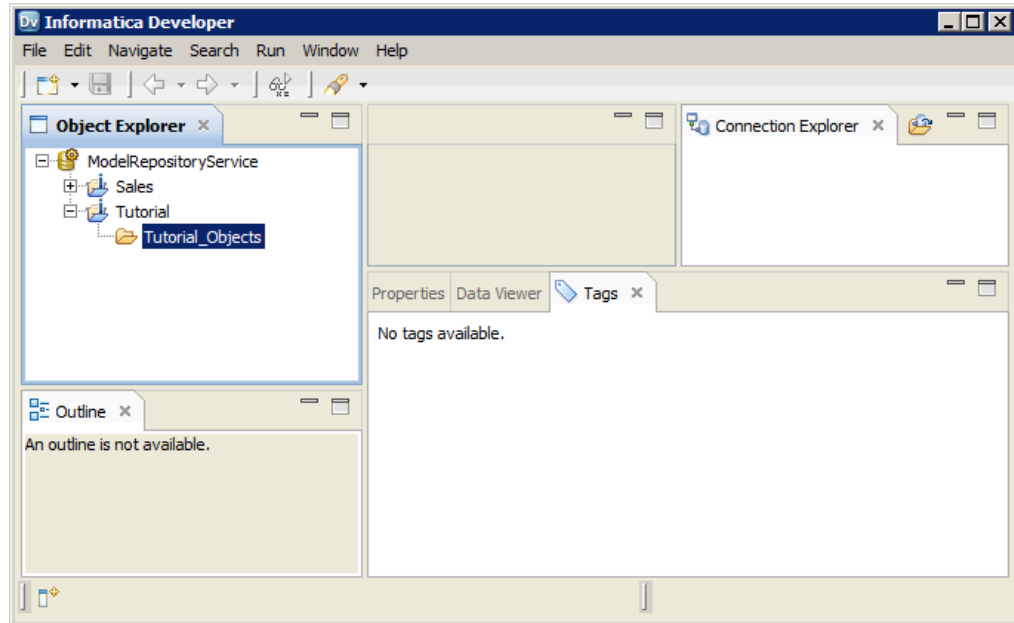 Dv Informatica Developer
File Edit Navigate Search Run Window Help
Object Explorer
Connection Explorer
ModelRepositoryService
Sales
Tutorial
Tutorial_Objects
Properties Data Viewer Tags
No tags available.
Outline
An outline is not available.